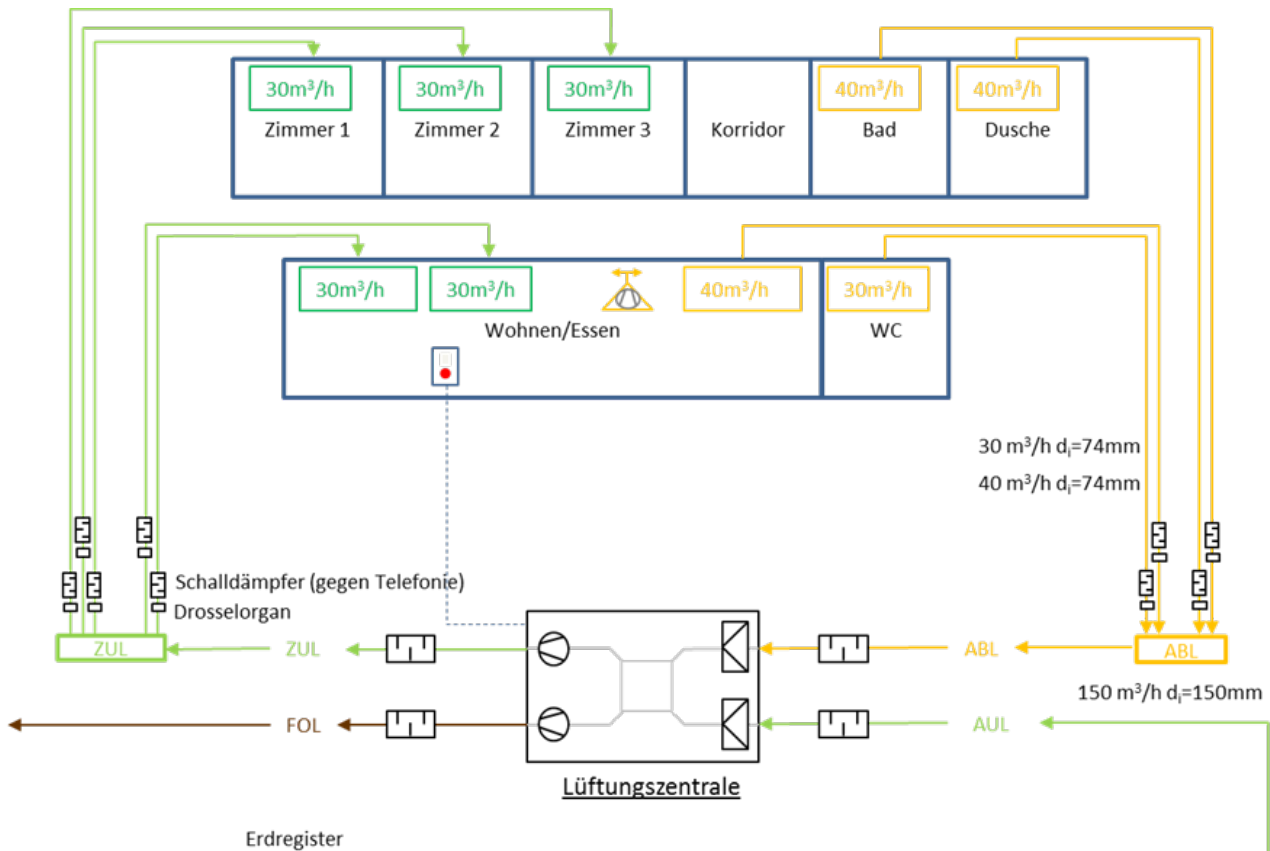 30m³/h
30m³/h
30m³/h
40m³/h
40m³/h
Zimmer 1
Zimmer 2
Zimmer 3
Korridor
Bad
Dusche
30m³/h
30m³/h
40m³/h
30m³/h
Wohnen/Essen
WC
30 m³/h dᵢ=74mm
40 m³/h dᵢ=74mm
Schalldämpfer (gegen Telefonie)
Drosselorgan
ZUL
ZUL
ABL
ABL
150 m³/h dᵢ=150mm
FOL
AUL
Lüftungszentrale
Erdregister